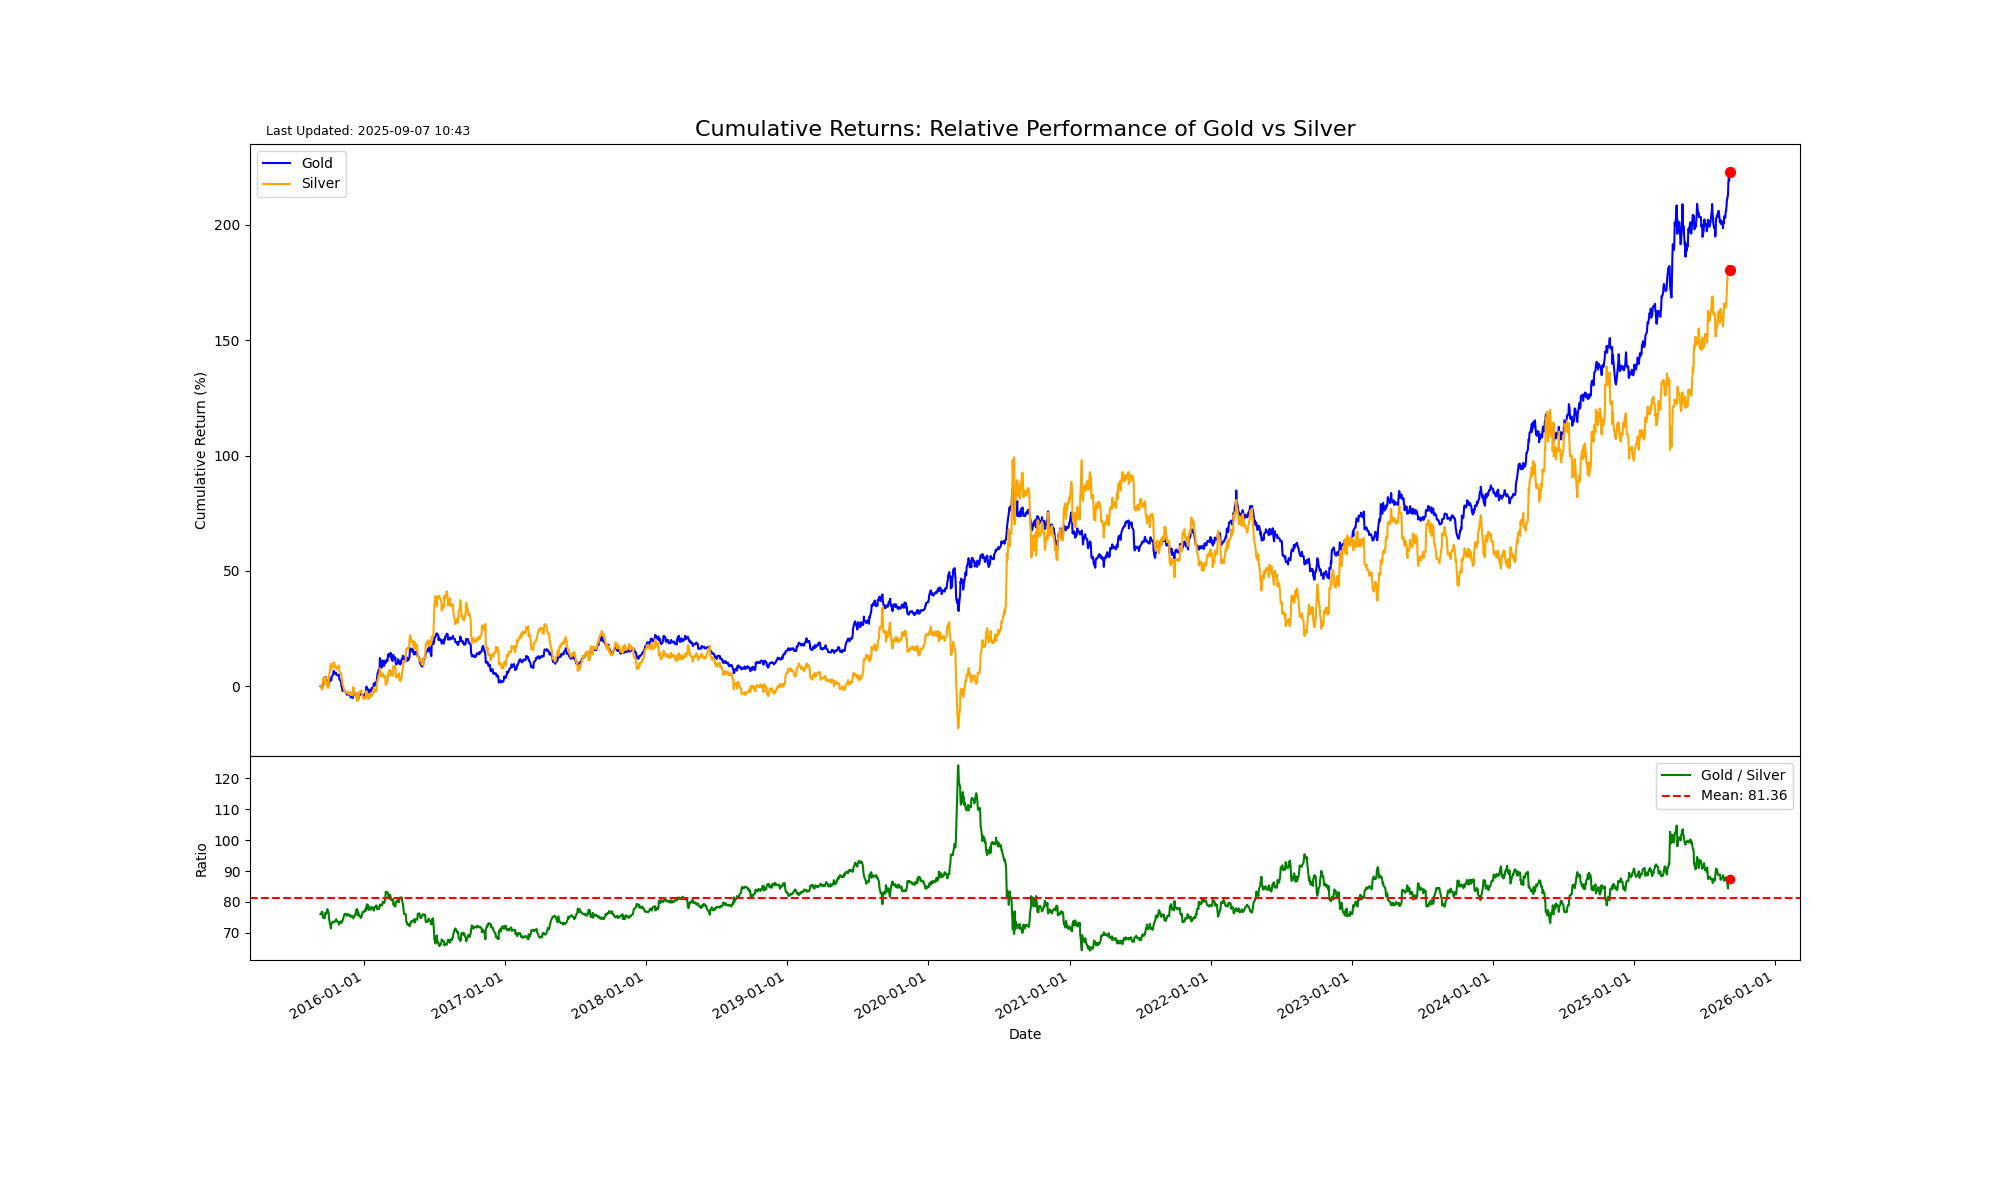 Last Updated: 2025-09-07 10:43
Cumulative Returns: Relative Performance of Gold vs Silver
Gold
Silver
Cumulative Return (%)
200
150
100
50
0
Gold / Silver
Mean: 81.36
Ratio
120
110
100
90
80
70
2016-01-01
2017-01-01
2018-01-01
2019-01-01
2020-01-01
2021-01-01
2022-01-01
2023-01-01
2024-01-01
2025-01-01
2026-01-01
Date